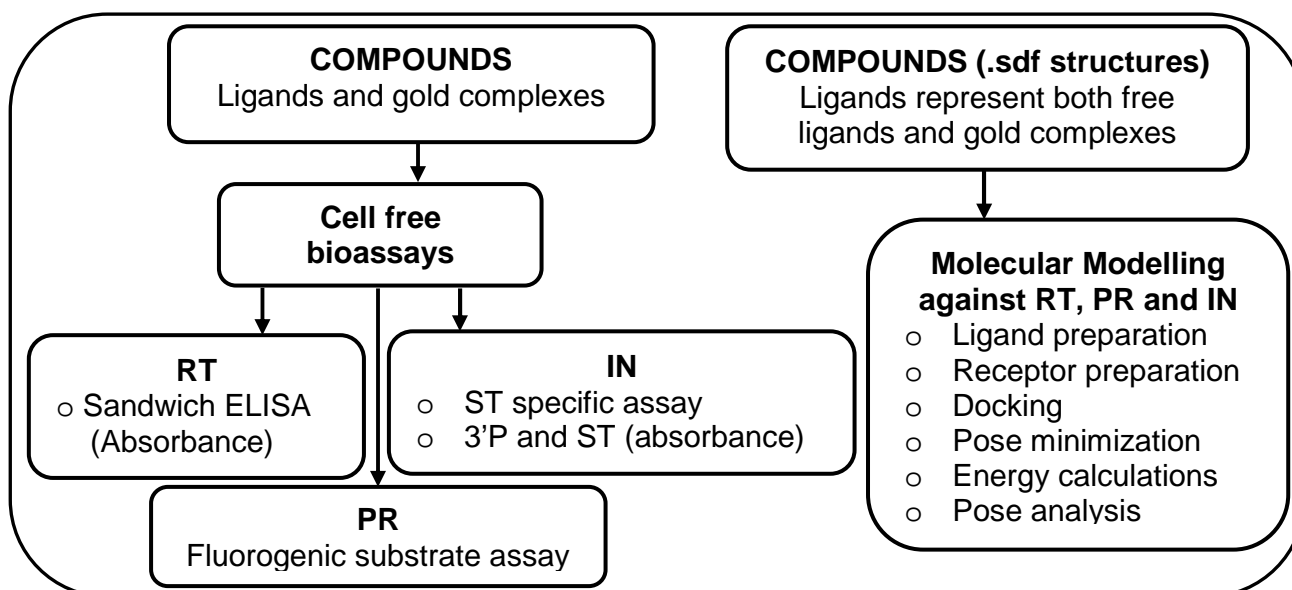 COMPOUNDS
Ligands and gold complexes
Cell free
bioassays
RT
o Sandwich ELISA
(Absorbance)
IN
o ST specific assay
o 3’P and ST (absorbance)
PR
Fluorogenic substrate assay
COMPOUNDS (.sdf structures)
Ligands represent both free
ligands and gold complexes
Molecular Modelling
against RT, PR and IN
o Ligand preparation
o Receptor preparation
o Docking
o Pose minimization
o Energy calculations
o Pose analysis